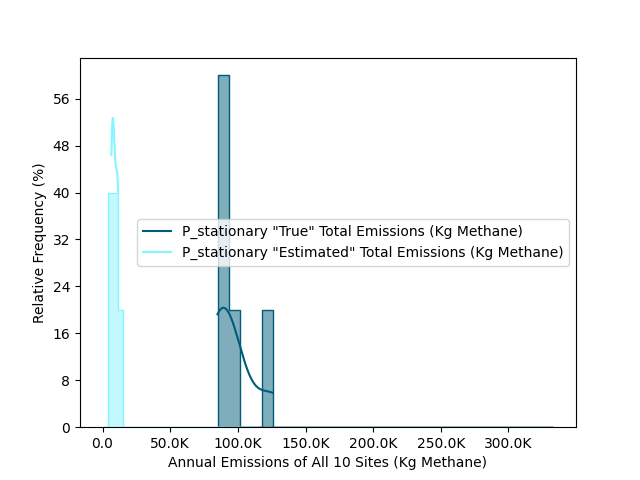 56
48
40
32
24
16
8
0
Relative Frequency (%)
P_stationary "True" Total Emissions (Kg Methane)
P_stationary "Estimated" Total Emissions (Kg Methane)
0.0 50.0K 100.0K 150.0K 200.0K 250.0K 300.0K
Annual Emissions of All 10 Sites (Kg Methane)